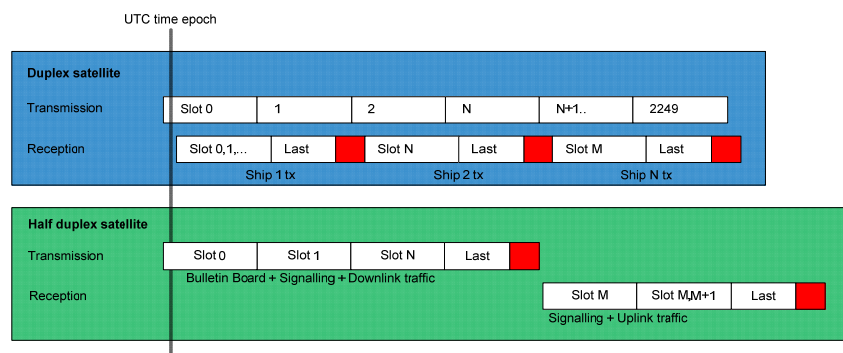 UTC time epoch
Duplex satellite
Transmission
Slot 0
1
2
N
N+1..
2249
Reception
Slot 0,1,...
Last
Slot N
Last
Slot M
Last
Ship 1 tx
Ship 2 tx
Ship N tx
Half duplex satellite
Transmission
Slot 0
Slot 1
Slot N
Last
Bulletin Board + Signalling + Downlink traffic
Reception
Slot M
Slot M,M+1
Last
Signalling + Uplink traffic